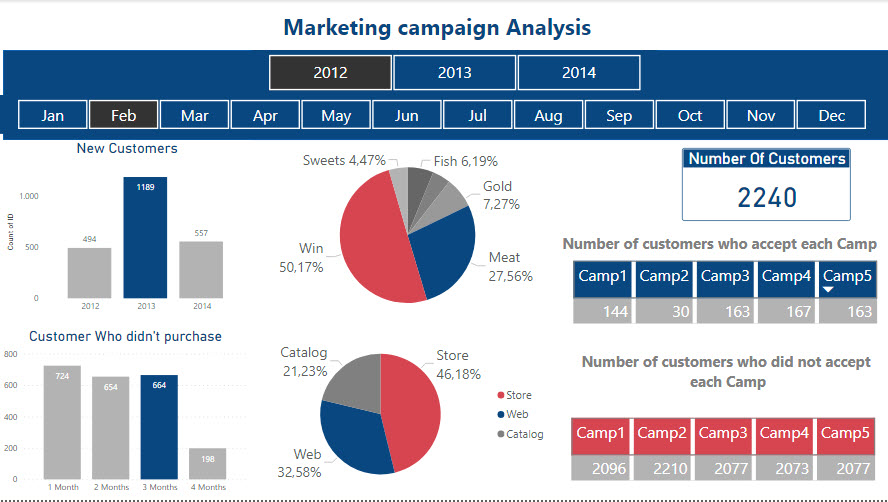 Marketing campaign Analysis
2012 2013 2014
Jan Feb Mar Apr May Jun Jul Aug Sep Oct Nov Dec
New Customers
Count of ID
1.000
500
0
494
1189
557
2012 2013 2014
Sweets 4,47%
Fish 6,19%
Gold
7,27%
Meat
27,56%
Win
50,17%
Number Of Customers
2240
Number of customers who accept each Camp
Camp1 Camp2 Camp3 Camp4 Camp5
144 30 163 167 163
Customer Who didn't purchase
800
600
400
200
0
724
654
664
198
1 Month 2 Months 3 Months 4 Months
Catalog
21,23%
Store
46,18%
Web
32,58%
Store
Web
Catalog
Number of customers who did not accept
each Camp
Camp1 Camp2 Camp3 Camp4 Camp5
2096 2210 2077 2073 2077